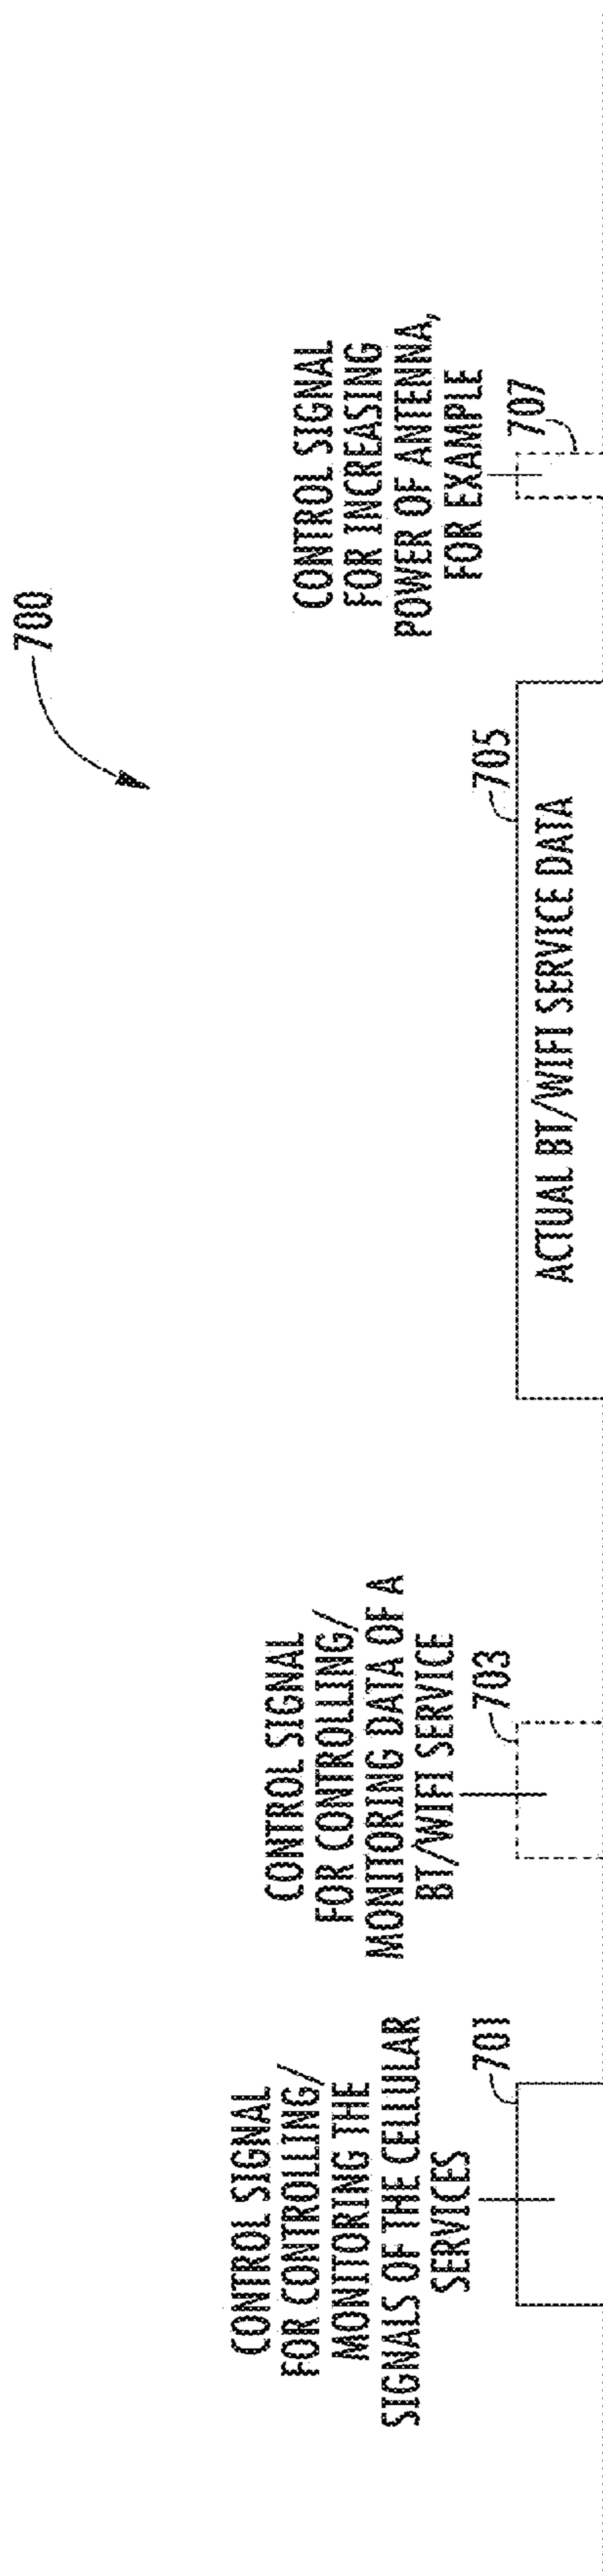 700
CONTROL SIGNAL
FOR CONTROLLING/
MONITORING THE
SIGNALS OF THE CELLULAR
SERVICES
701
CONTROL SIGNAL
FOR CONTROLLING/
MONITORING DATA OF A
BT/WIFI SERVICE
703
705
ACTUAL BT/WIFI SERVICE DATA
CONTROL SIGNAL
FOR INCREASING
POWER OF ANTENNA,
FOR EXAMPLE
707